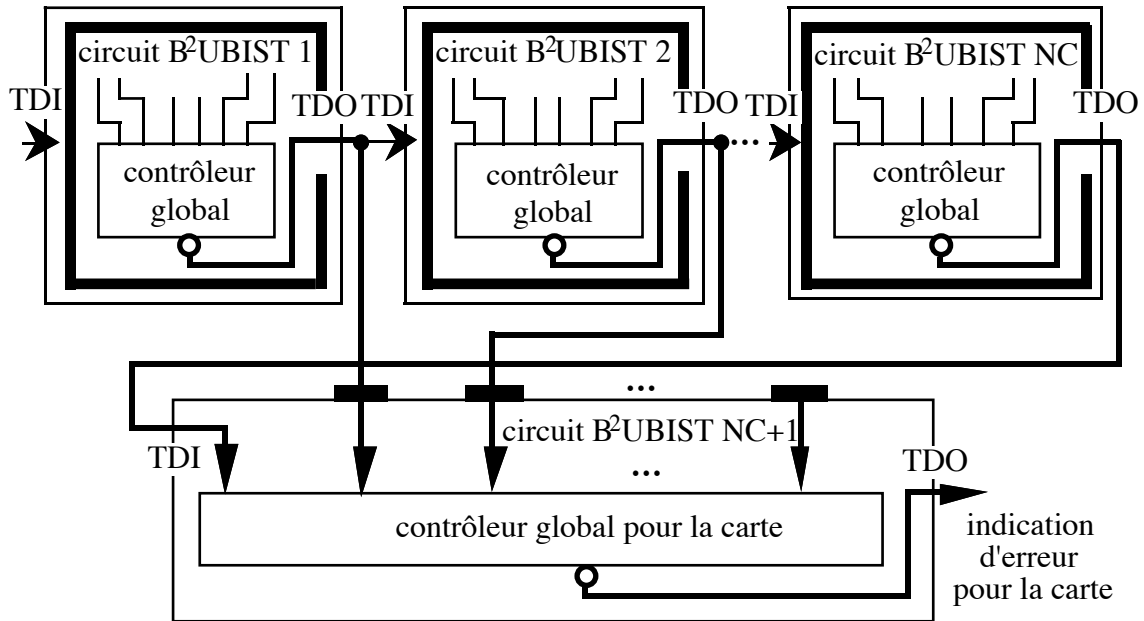 circuit B²UBIST 1
circuit B²UBIST 2
circuit B²UBIST NC
TDI
TDO
TDI
TDO
...
TDI
TDO
contrôleur
global
contrôleur
global
contrôleur
global
...
circuit B²UBIST NC+1
TDI
...
TDO
contrôleur global pour la carte
indication
d'erreur
pour la carte